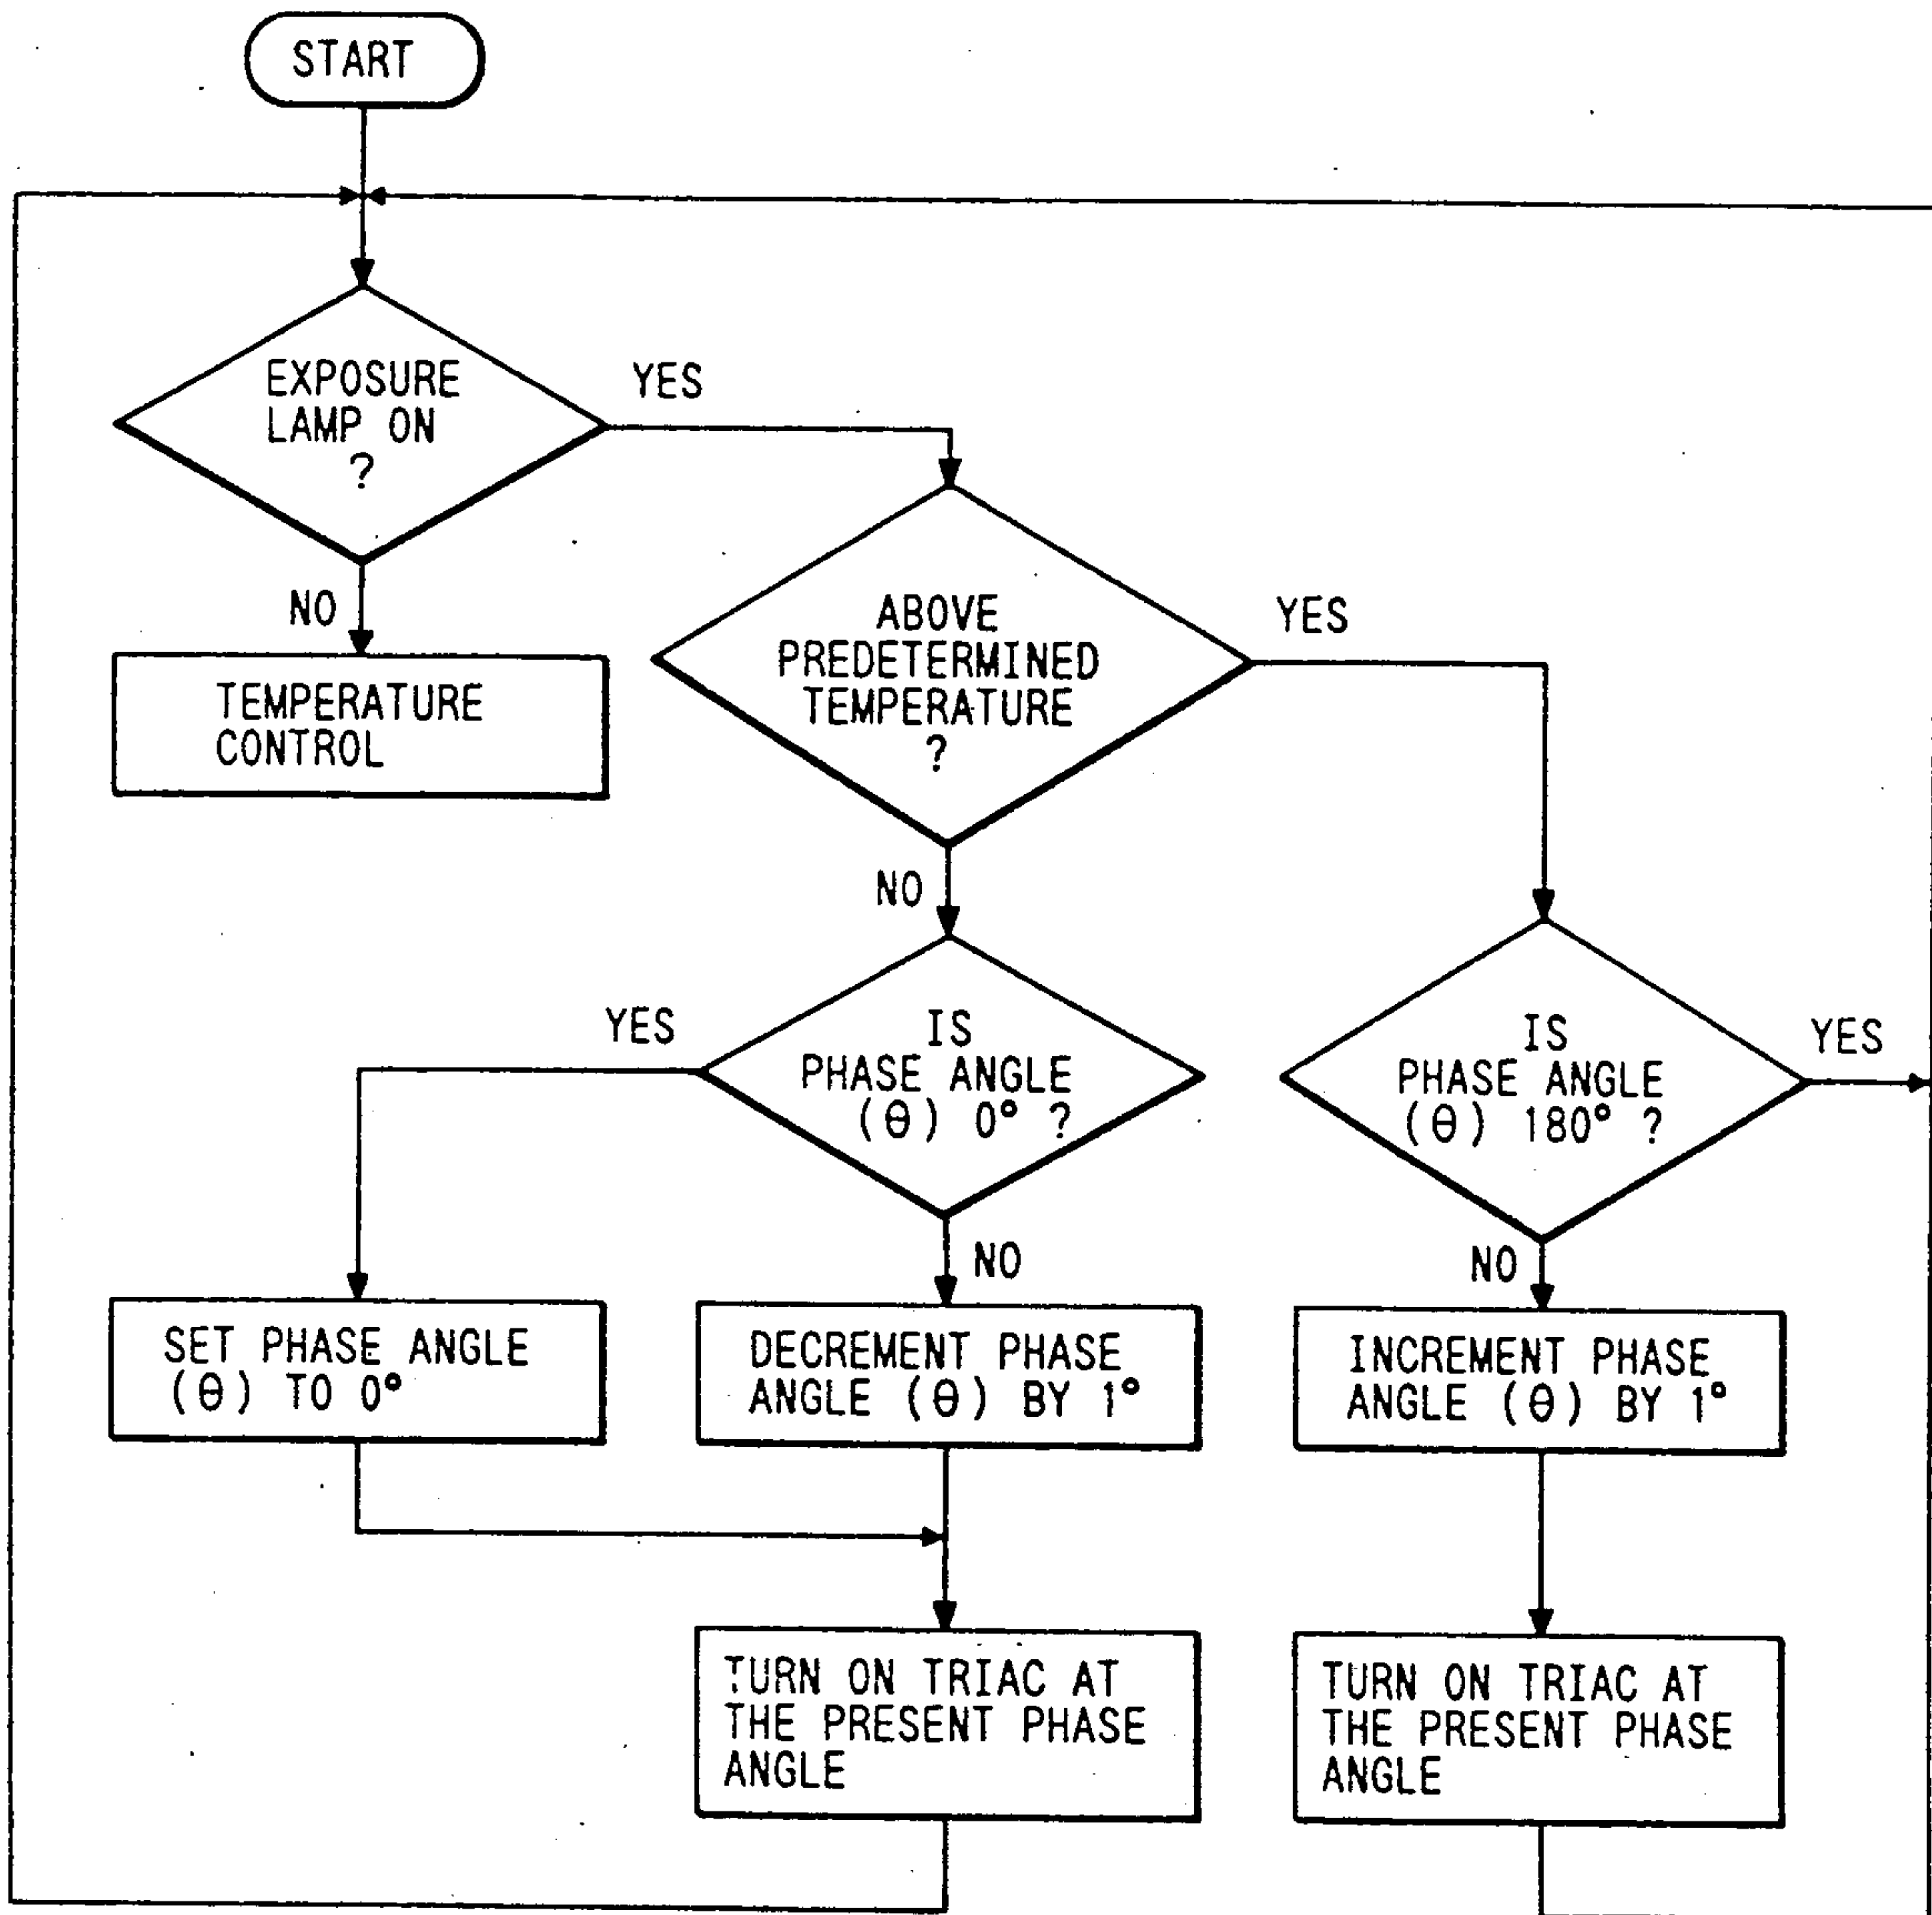 START
EXPOSURE
LAMP ON
?
YES
NO
TEMPERATURE
CONTROL
ABOVE
PREDETERMINED
TEMPERATURE
?
YES
NO
IS
PHASE ANGLE
(θ) 0° ?
YES
NO
IS
PHASE ANGLE
(θ) 180° ?
YES
NO
SET PHASE ANGLE
(θ) TO 0°
DECREMENT PHASE
ANGLE (θ) BY 1°
INCREMENT PHASE
ANGLE (θ) BY 1°
TURN ON TRIAC AT
THE PRESENT PHASE
ANGLE
TURN ON TRIAC AT
THE PRESENT PHASE
ANGLE